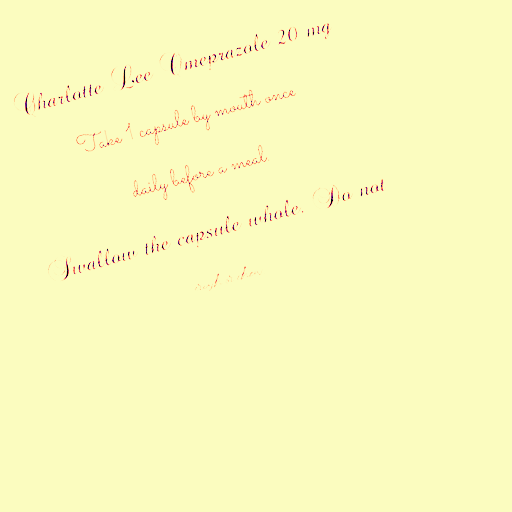 Charlotte Lee Omeprazole 20 mg
Take 1 capsule by mouth once
daily before a meal
Swallow the capsule whole. Do not